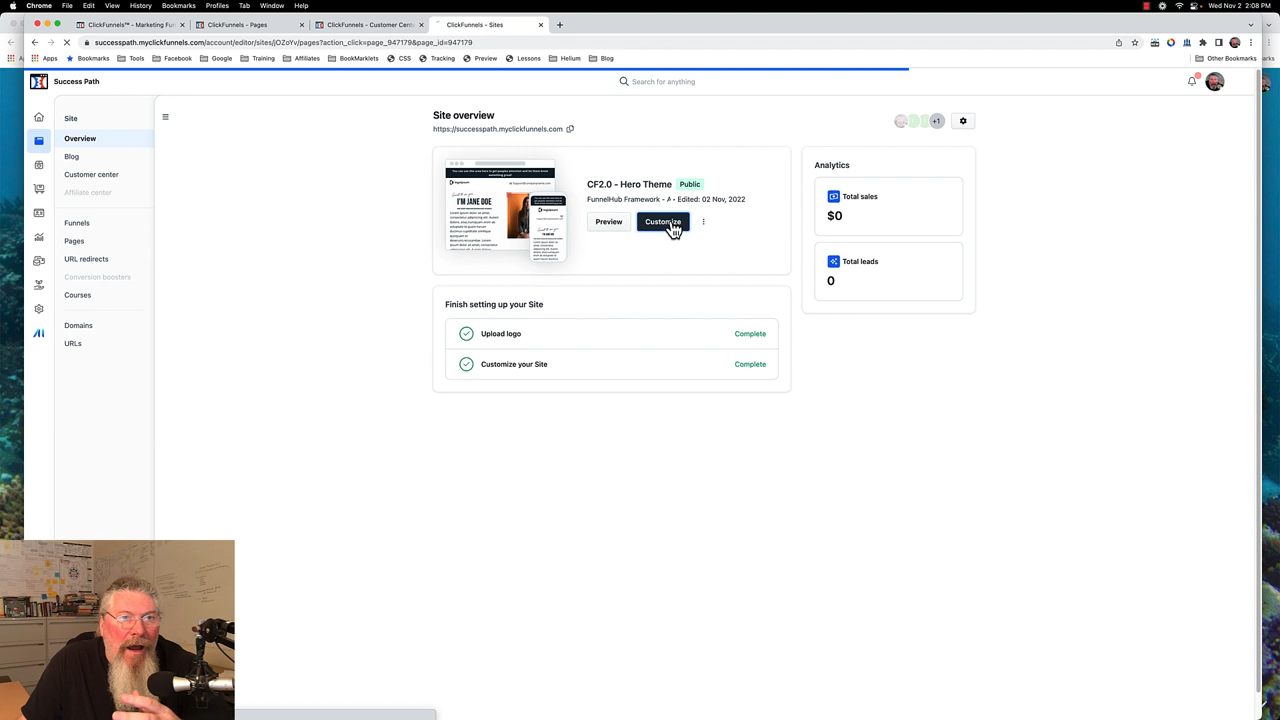 Chrome File Edit View History Bookmarks Profiles Tab Window Help
Wed Nov 2 2:08 PM
ClickFunnels™ - Marketing Fun
ClickFunnels - Pages
ClickFunnels - Customer Cent
ClickFunnels - Sites
successpath.myclickfunnels.com/account/editor/sites/jOZoYv/pages?action_click=page_947179&page_id=947179
Apps Bookmarks Tools Facebook Google Training Affiliates BookMarklets CSS Tracking Preview Lessons Helium Blog
Other Bookmarks
Success Path
Search for anything
Site
Overview
Blog
Customer center
Affiliate center
Funnels
Pages
URL redirects
Conversion boosters
Courses
Domains
URLs
Site overview
https://successpath.myclickfunnels.com
+1
I'M JANE DOE
CF2.0 - Hero Theme Public
FunnelHub Framework - A • Edited: 02 Nov, 2022
Preview
Customize
Finish setting up your Site
Upload logo Complete
Customize your Site Complete
Analytics
Total sales
$0
Total leads
0